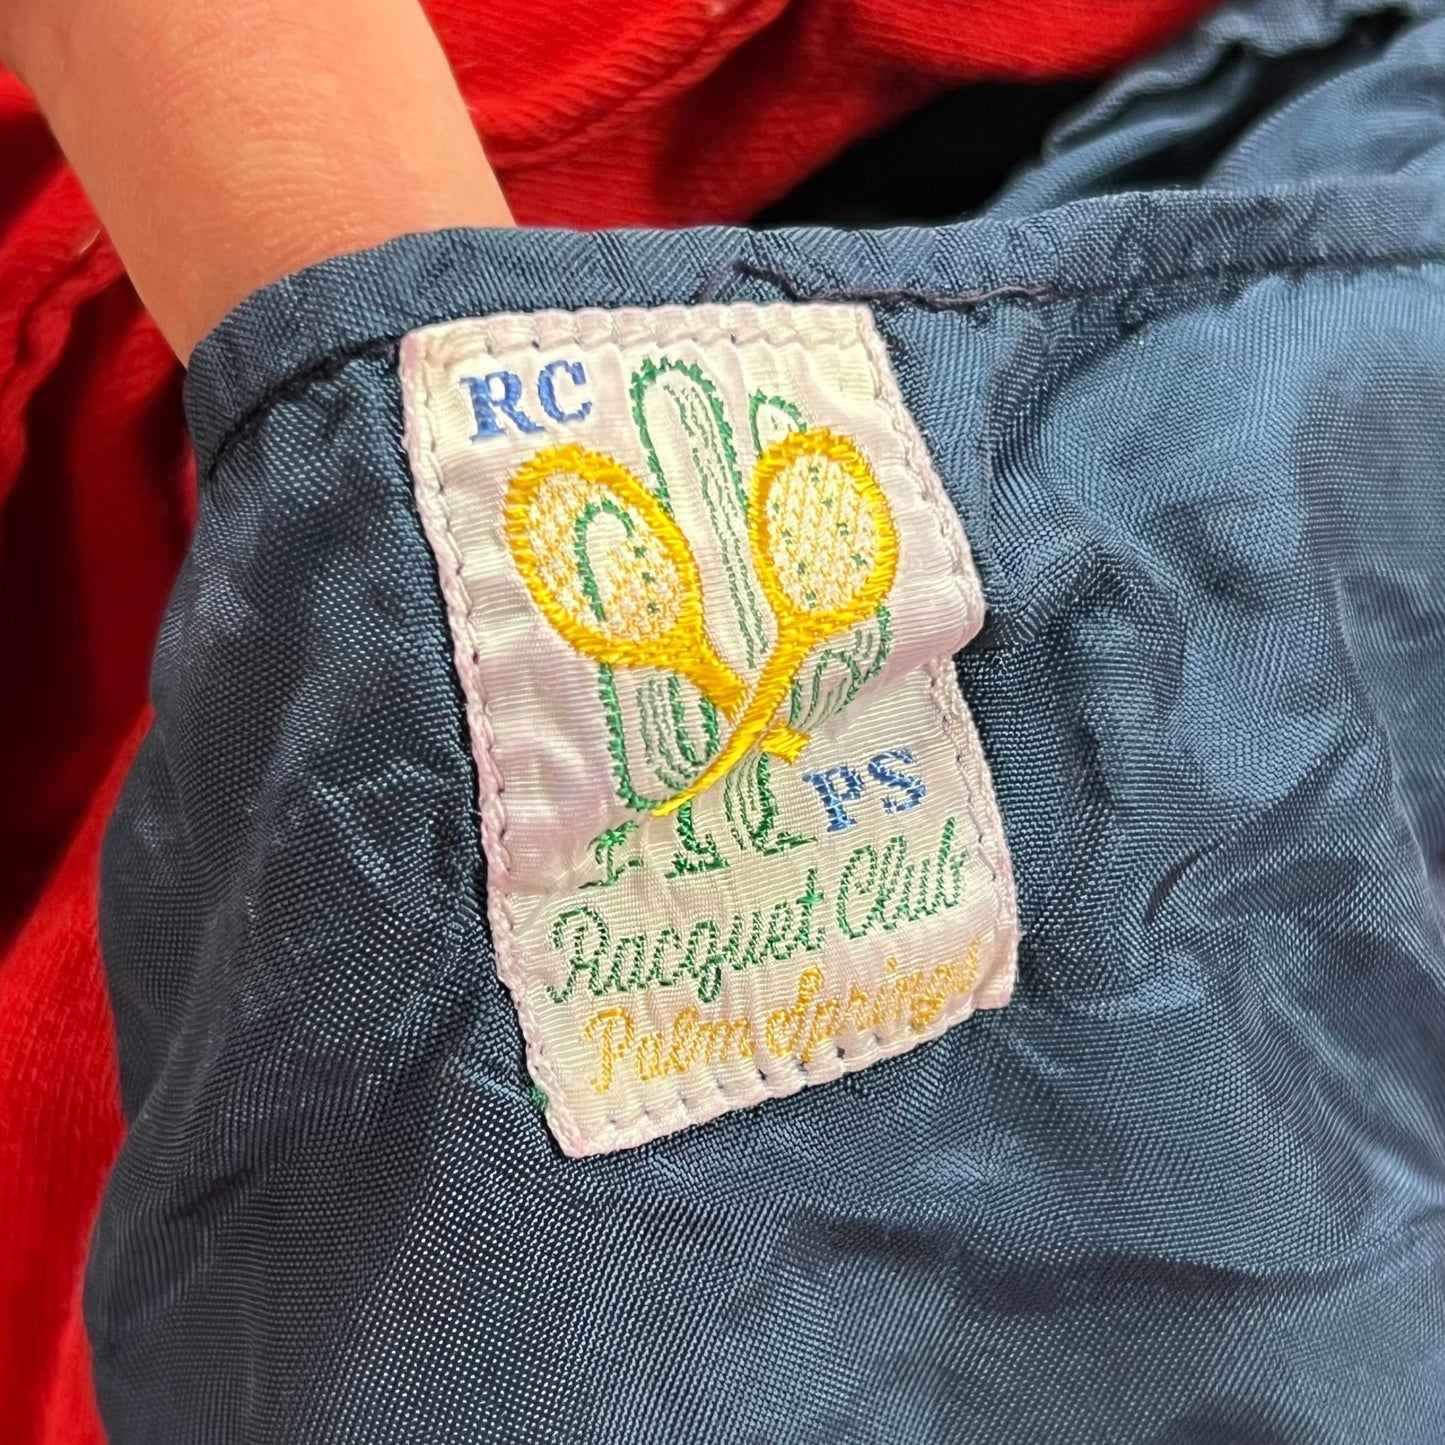 RC
PS
Racquet Club
Palm Springs